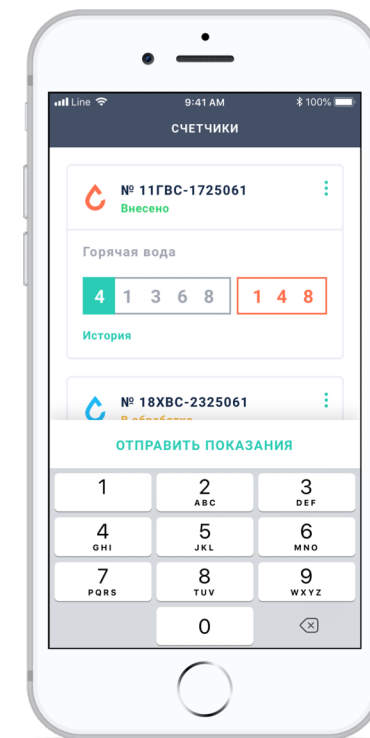 Line 9:41 AM 100%
СЧЕТЧИКИ
№ 11ГВС-1725061
Внесено
Горячая вода
4 1 3 6 8 1 4 8
История
№ 18ХВС-2325061
В обработке
ОТПРАВИТЬ ПОКАЗАНИЯ
1 2 3
ABC DEF
4 5 6
GHI JKL MNO
7 8 9
PQRS TUV WXYZ
0